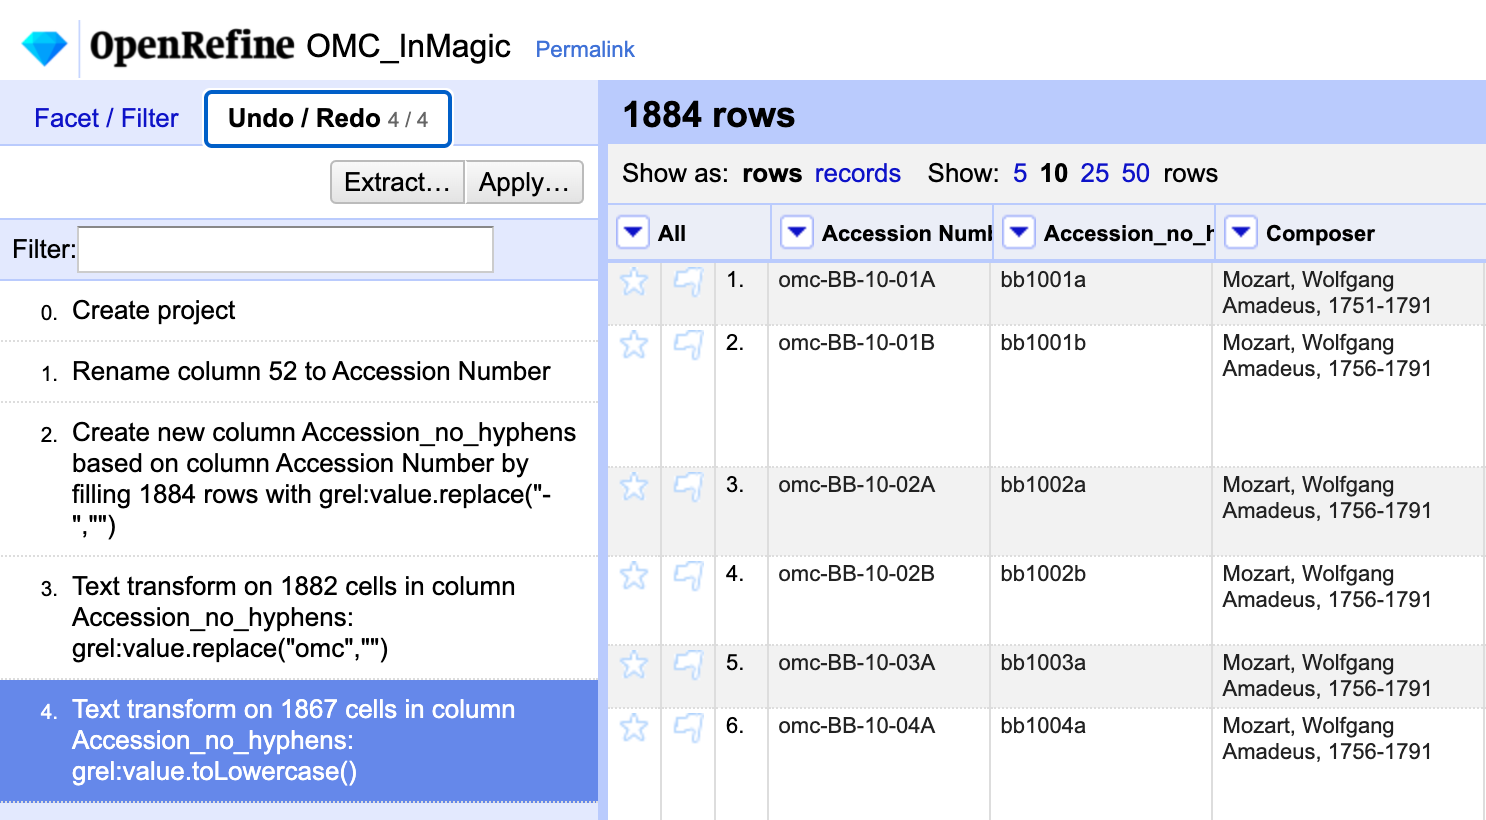 OpenRefine OMC_InMagic Permalink
Facet / Filter Undo / Redo 4 / 4
Extract... Apply...
Filter:
0. Create project
1. Rename column 52 to Accession Number
2. Create new column Accession_no_hyphens
based on column Accession Number by
filling 1884 rows with grel:value.replace("-
","")
3. Text transform on 1882 cells in column
Accession_no_hyphens:
grel:value.replace("omc","")
4. Text transform on 1867 cells in column
Accession_no_hyphens:
grel:value.toLowercase()
1884 rows
Show as: rows records Show: 5 10 25 50 rows
All Accession Numb Accession_no_h Composer
1. omc-BB-10-01A bb1001a Mozart, Wolfgang
Amadeus, 1751-1791
2. omc-BB-10-01B bb1001b Mozart, Wolfgang
Amadeus, 1756-1791
3. omc-BB-10-02A bb1002a Mozart, Wolfgang
Amadeus, 1756-1791
4. omc-BB-10-02B bb1002b Mozart, Wolfgang
Amadeus, 1756-1791
5. omc-BB-10-03A bb1003a Mozart, Wolfgang
Amadeus, 1756-1791
6. omc-BB-10-04A bb1004a Mozart, Wolfgang
Amadeus, 1756-1791